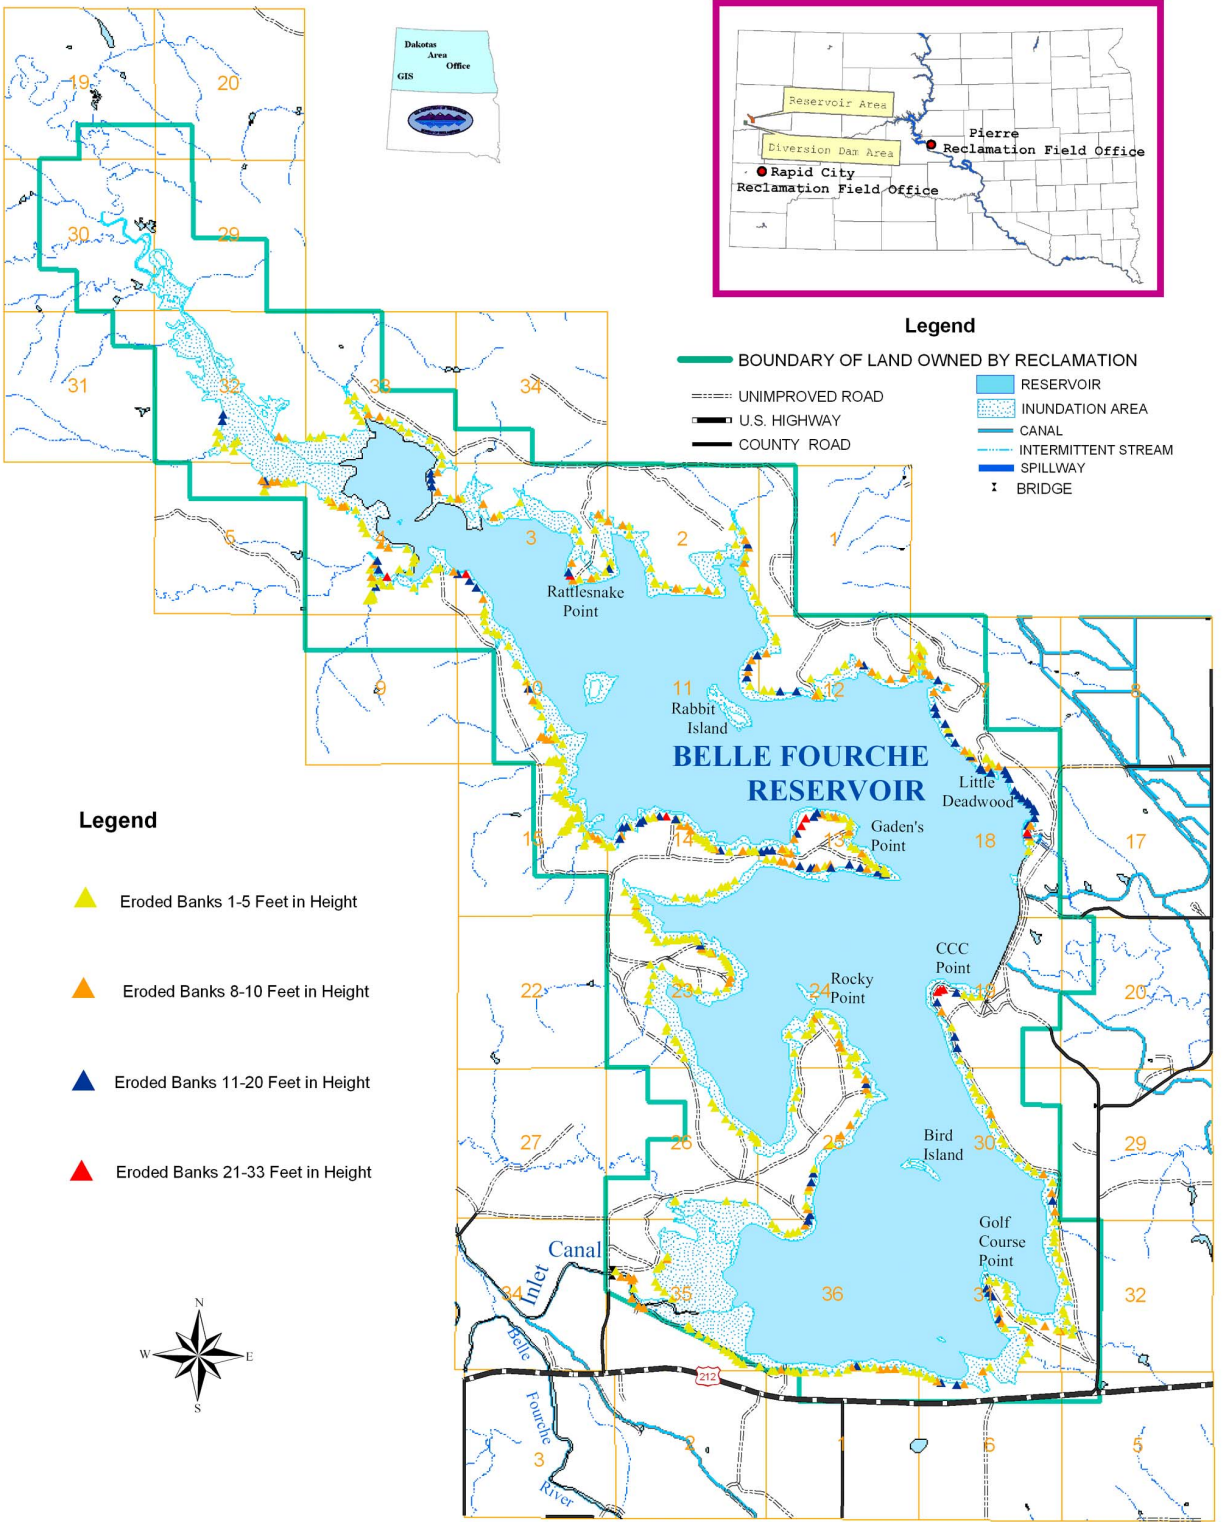 Dakotas
Area
Office
GIS
Reservoir Area
Diversion Dam Area
Pierre
Reclamation Field Office
Rapid City
Reclamation Field Office
Legend
BOUNDARY OF LAND OWNED BY RECLAMATION
UNIMPROVED ROAD
U.S. HIGHWAY
COUNTY ROAD
RESERVOIR
INUNDATION AREA
CANAL
INTERMITTENT STREAM
SPILLWAY
BRIDGE
19
20
30
29
31
32
33
34
5
4
3
2
1
Rattlesnake
Point
9
10
11
12
7
8
Rabbit
Island
BELLE FOURCHE
RESERVOIR
Little
Deadwood
15
14
13
18
17
Gaden's
Point
Legend
Eroded Banks 1-5 Feet in Height
Eroded Banks 8-10 Feet in Height
Eroded Banks 11-20 Feet in Height
Eroded Banks 21-33 Feet in Height
CCC
Point
22
23
24
19
20
Rocky
Point
27
26
25
30
29
Bird
Island
Golf
Course
Point
Inlet Canal
34
35
36
31
32
Belle
Fourche
River
212
3
2
1
6
5
N
W
E
S